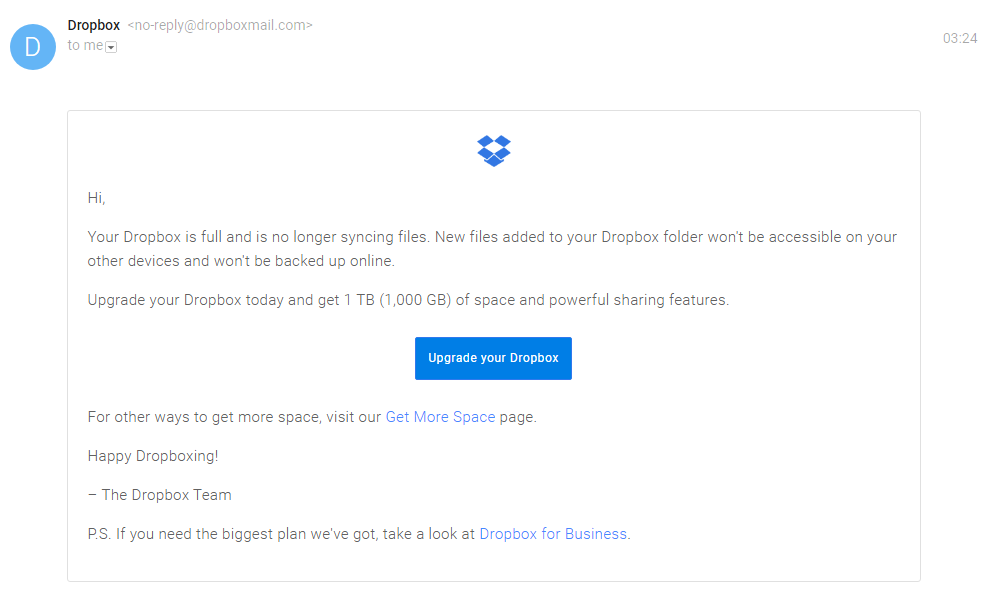 Dropbox <no-reply@dropboxmail.com>
to me
03:24
D
Hi,
Your Dropbox is full and is no longer syncing files. New files added to your Dropbox folder won't be accessible on your
other devices and won't be backed up online.
Upgrade your Dropbox today and get 1 TB (1,000 GB) of space and powerful sharing features.
Upgrade your Dropbox
For other ways to get more space, visit our Get More Space page.
Happy Dropboxing!
– The Dropbox Team
P.S. If you need the biggest plan we've got, take a look at Dropbox for Business.